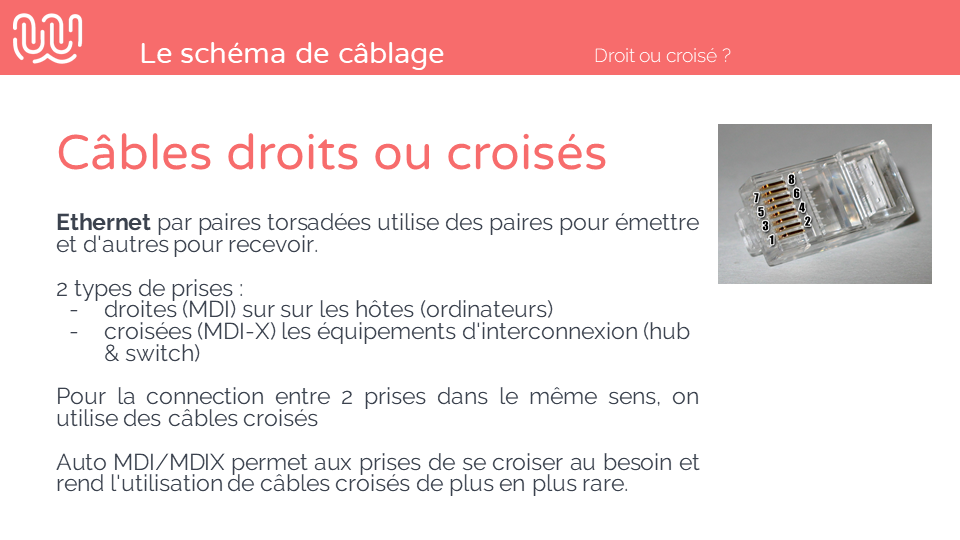 Le schéma de câblage
Droit ou croisé ?
Câbles droits ou croisés
Ethernet par paires torsadées utilise des paires pour émettre
et d'autres pour recevoir.
2 types de prises :
- droites (MDI) sur sur les hôtes (ordinateurs)
- croisées (MDI-X) les équipements d'interconnexion (hub
& switch)
Pour la connection entre 2 prises dans le même sens, on
utilise des câbles croisés
Auto MDI/MDIX permet aux prises de se croiser au besoin et
rend l'utilisation de câbles croisés de plus en plus rare.
8
7 6
5 4
3 2
1